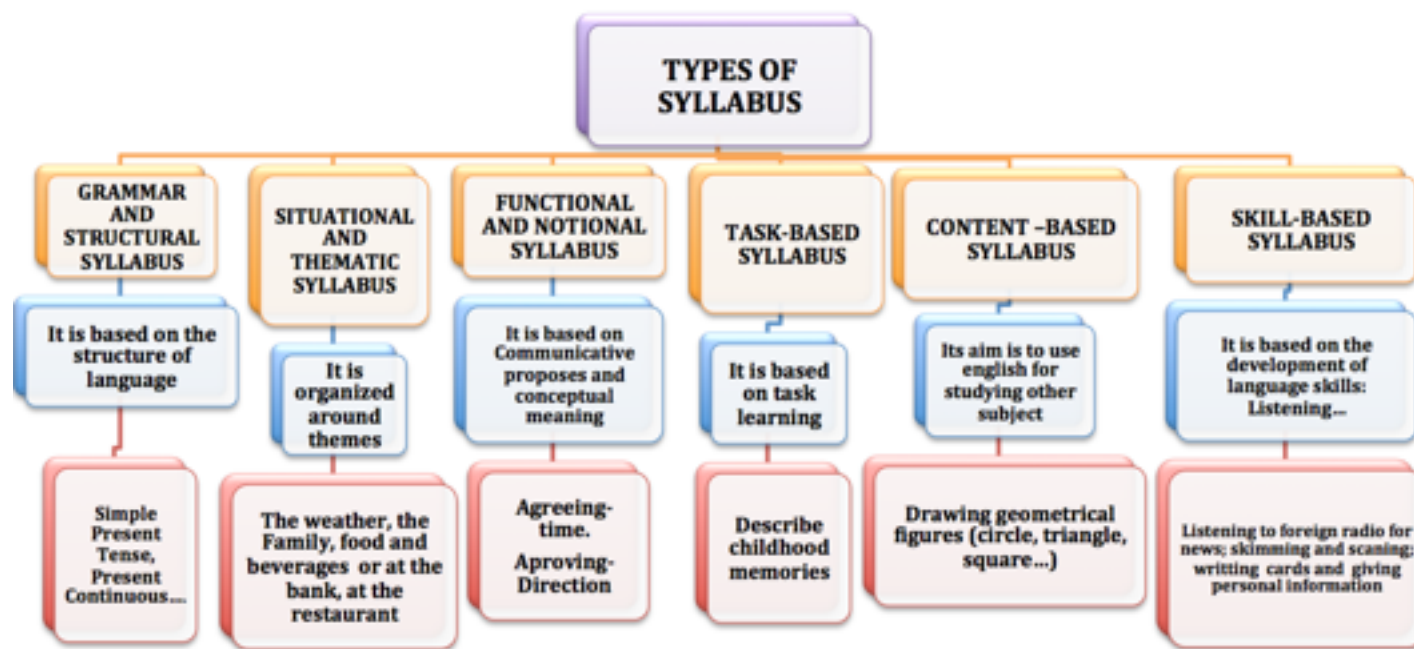 TYPES OF
SYLLABUS
GRAMMAR
AND
STRUCTURAL
SYLLABUS
SITUATIONAL
AND
THEMATIC
SYLLABUS
FUNCTIONAL
AND NOTIONAL
SYLLABUS
TASK-BASED
SYLLABUS
CONTENT –BASED
SYLLABUS
SKILL-BASED
SYLLABUS
It is based on the
structure of
language
It is
organized
around
themes
It is based on
Communicative
proposes and
conceptual
meaning
It is based
on task
learning
Its aim is to use
english for
studying other
subject
It is based on the
development of
language skills:
Listening...
Simple
Present
Tense,
Present
Continuous....
The weather, the
Family, food and
beverages or at the
bank, at the
restaurant
Agreeing-
time.
Aproving-
Direction
Describe
childhood
memories
Drawing geometrical
figures (circle, triangle,
square...)
Listening to foreign radio for
news; skimming and scaning;
writting cards and giving
personal information